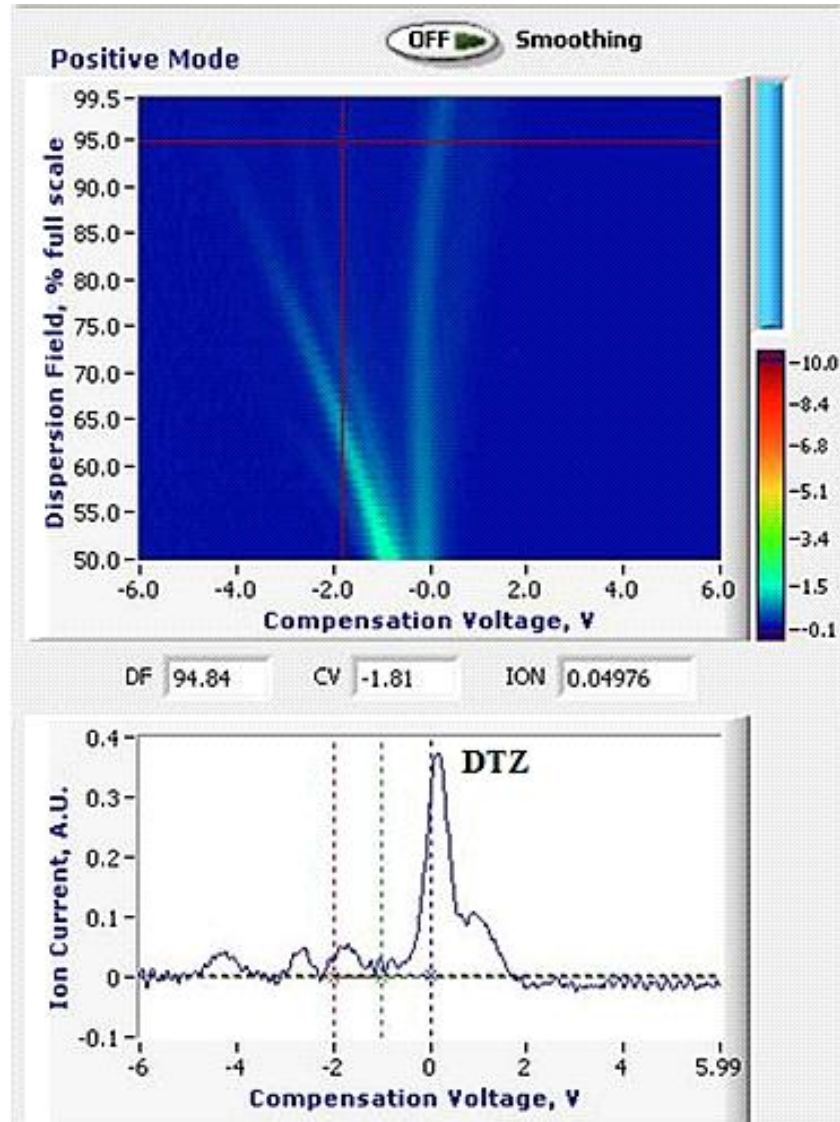 OFF Smoothing
Positive Mode
Dispersion Field, % full scale
99.5
95.0
90.0
85.0
80.0
75.0
70.0
65.0
60.0
55.0
50.0
-6.0 -4.0 -2.0 -0.0 2.0 4.0 6.0
Compensation Voltage, V
-10.0
-8.4
-6.8
-5.1
-3.4
-1.5
--0.1
DF 94.84 CV -1.81 ION 0.04976
Ion Current, A.U.
0.4
0.3
0.2
0.1
0
-0.1
DTZ
-6 -4 -2 0 2 4 5.99
Compensation Voltage, V